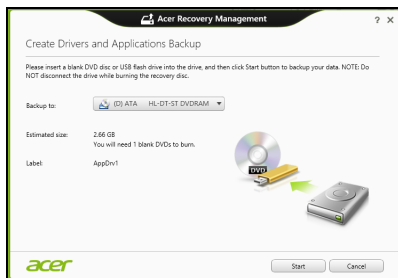 Acer Recovery Management
? ×
Create Drivers and Applications Backup
Please insert a blank DVD disc or USB flash drive into the drive, and then click Start button to backup your data. NOTE: Do
NOT disconnect the drive while burning the recovery disc.
Backup to: (D) ATA HL-DT-ST DVDRAM
Estimated size: 2.66 GB
You will need 1 blank DVDs to burn.
Label: AppDrv1
DVD
acer Start Cancel